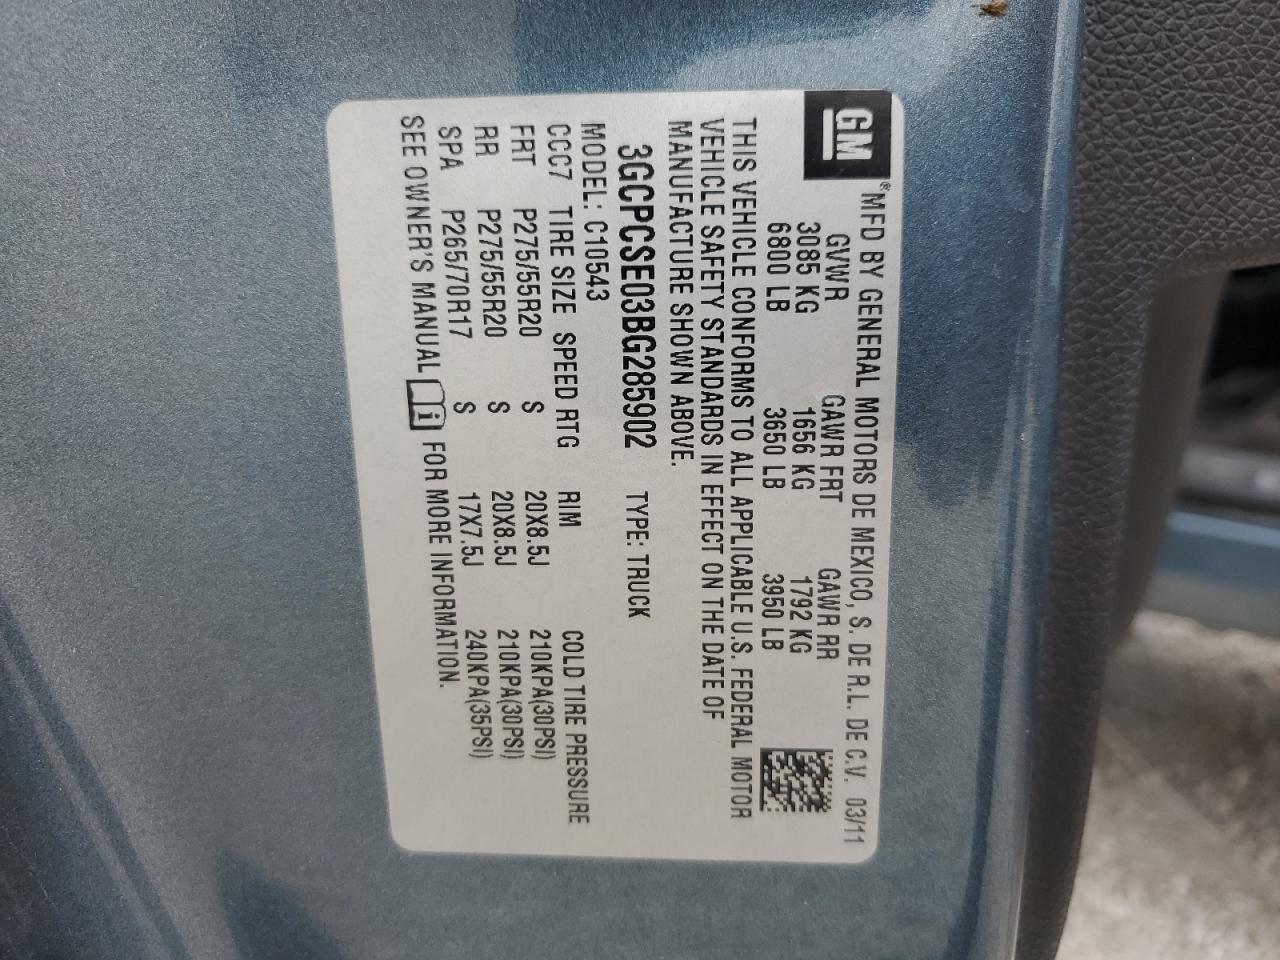 GM
®MFD BY GENERAL MOTORS DE MEXICO, S. DE R.L. DE C.V. 03/11
GVWR GAWR FRT GAWR RR
3085 KG 1656 KG 1792 KG
6800 LB 3650 LB 3950 LB
THIS VEHICLE CONFORMS TO ALL APPLICABLE U.S. FEDERAL MOTOR
VEHICLE SAFETY STANDARDS IN EFFECT ON THE DATE OF
MANUFACTURE SHOWN ABOVE.
3GCPCSE03BG285902 TYPE: TRUCK
MODEL: C10543
CCC7 TIRE SIZE SPEED RTG RIM COLD TIRE PRESSURE
FRT P275/55R20 S 20X8.5J 210KPA(30PSI)
RR P275/55R20 S 20X8.5J 210KPA(30PSI)
SPA P265/70R17 S 17X7.5J 240KPA(35PSI)
SEE OWNER'S MANUAL i FOR MORE INFORMATION.